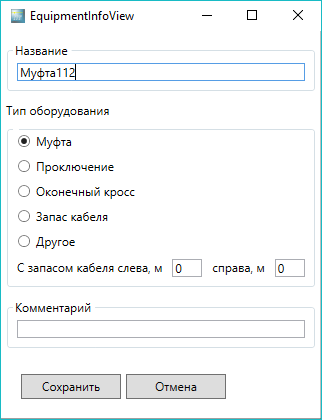 EquipmentInfoView
Название
Муфта112
Тип оборудования
Муфта
Проключение
Оконечный кросс
Запас кабеля
Другое
С запасом кабеля слева, м 0 справа, м 0
Комментарий
Сохранить Отмена